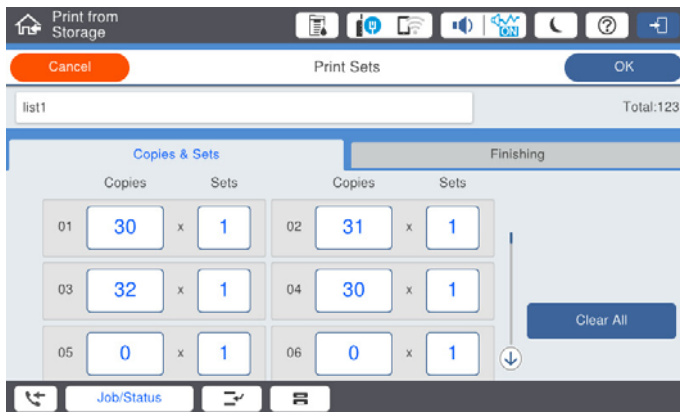 Print from
Storage
ON
Cancel
Print Sets
OK
list1
Total:123
Copies & Sets
Finishing
Copies Sets Copies Sets
01 30 x 1 02 31 x 1
03 32 x 1 04 30 x 1
Clear All
05 0 x 1 06 0 x 1
Job/Status